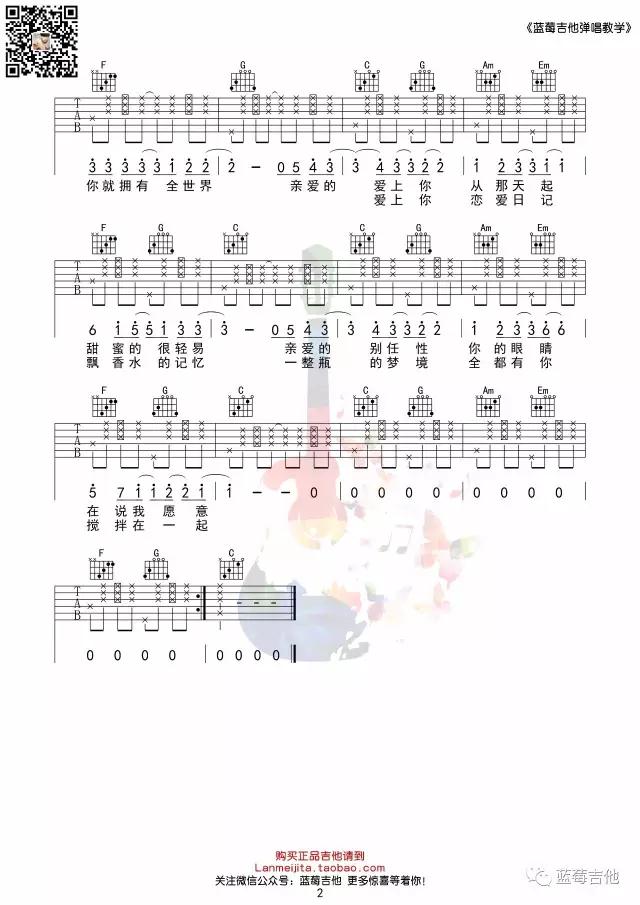 《蓝莓吉他弹唱教学》
F G C G Am Em
T A B
3 3 3 3 3 1 2 2 2 - 0 5 4 3 3 4 3 3 2 2 1 2 3 3 1 1
你就拥有 全世界 亲爱的 爱上你 从 那天起
爱上你 恋 爱日记
F G C C G Am Em
T A B
6 1 5 5 1 3 3 3 - 0 5 4 3 3 4 3 3 2 2 1 2 3 3 6 6
甜 蜜的 很轻易 亲爱的 别任性 你 的眼睛
飘 香水 的记忆 一整瓶 的梦境 全 都有你
F G C C G Am Em
T A B
5 7 1 1 2 2 1 1 - - 0 0 0 0 0 0 0 0 0
在 说我愿意
搅 拌在一起
F G C
T A B
0 0 0 0 0 0 0 0
购买正品吉他请到
Lanmeijita.taobao.com
关注微信公众号：蓝莓吉他 更多惊喜等着你！
蓝莓吉他
2